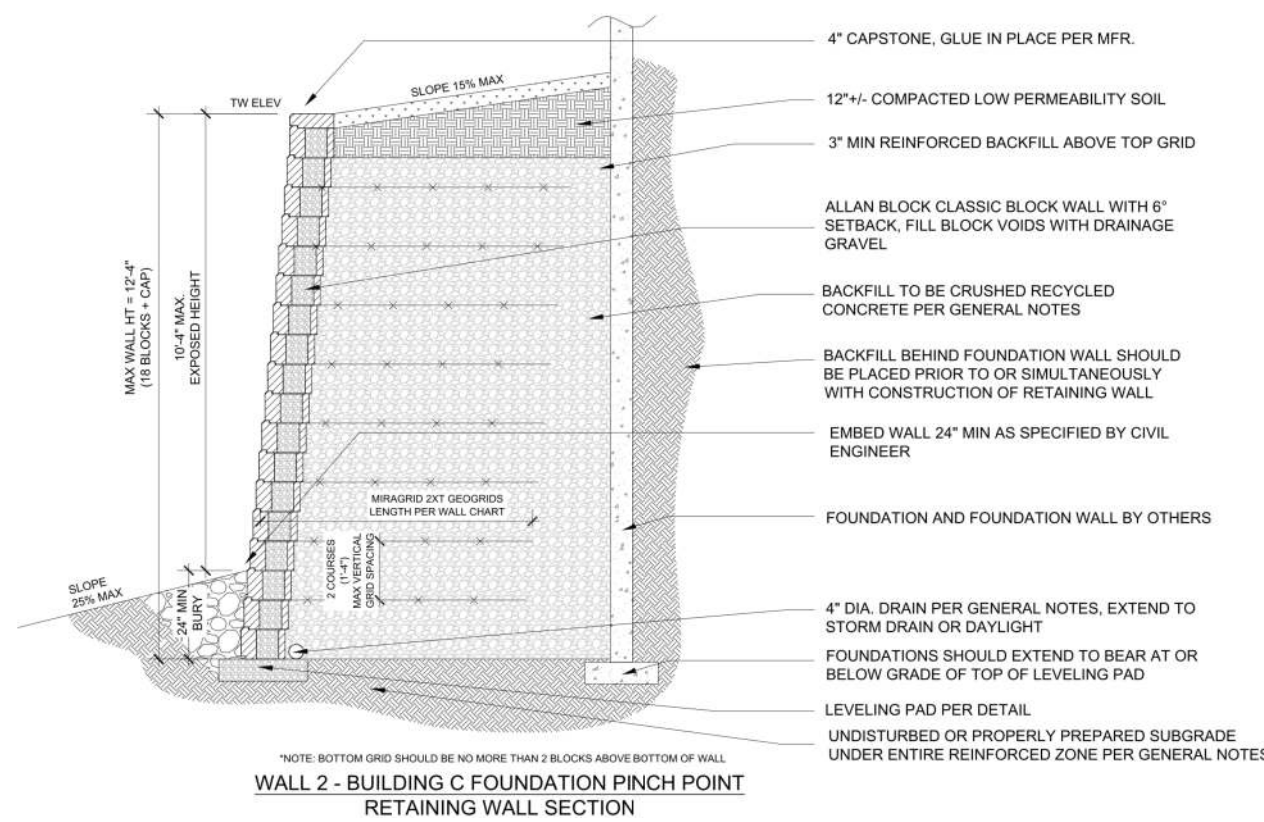 4" CAPSTONE, GLUE IN PLACE PER MFR.
SLOPE 15% MAX
TW ELEV
12"+/- COMPACTED LOW PERMEABILITY SOIL
3" MIN REINFORCED BACKFILL ABOVE TOP GRID
ALLAN BLOCK CLASSIC BLOCK WALL WITH 6°
SETBACK, FILL BLOCK VOIDS WITH DRAINAGE
GRAVEL
MAX WALL HT = 12'-4"
(18 BLOCKS + CAP)
10'-4" MAX.
EXPOSED HEIGHT
BACKFILL TO BE CRUSHED RECYCLED
CONCRETE PER GENERAL NOTES
BACKFILL BEHIND FOUNDATION WALL SHOULD
BE PLACED PRIOR TO OR SIMULTANEOUSLY
WITH CONSTRUCTION OF RETAINING WALL
EMBED WALL 24" MIN AS SPECIFIED BY CIVIL
ENGINEER
MIRAGRID 2XT GEOGRIDS
LENGTH PER WALL CHART
FOUNDATION AND FOUNDATION WALL BY OTHERS
2 COURSES
(1'-4")
MAX VERTICAL
GRID SPACING
SLOPE
25% MAX
24" MIN
BURY
4" DIA. DRAIN PER GENERAL NOTES, EXTEND TO
STORM DRAIN OR DAYLIGHT
FOUNDATIONS SHOULD EXTEND TO BEAR AT OR
BELOW GRADE OF TOP OF LEVELING PAD
LEVELING PAD PER DETAIL
UNDISTURBED OR PROPERLY PREPARED SUBGRADE
UNDER ENTIRE REINFORCED ZONE PER GENERAL NOTES
*NOTE: BOTTOM GRID SHOULD BE NO MORE THAN 2 BLOCKS ABOVE BOTTOM OF WALL
WALL 2 - BUILDING C FOUNDATION PINCH POINT
RETAINING WALL SECTION